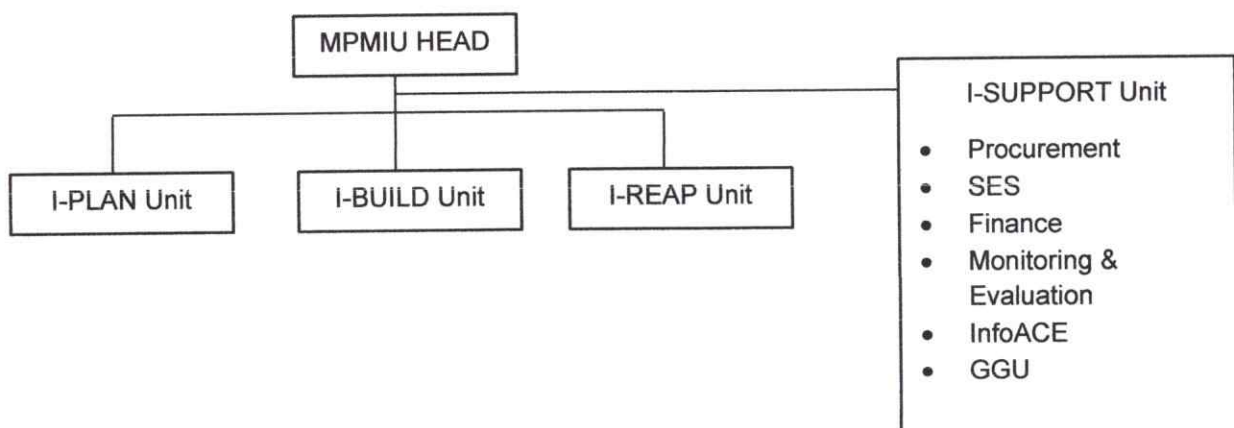 MPMIU HEAD
I-PLAN Unit
I-BUILD Unit
I-REAP Unit
I-SUPPORT Unit
• Procurement
• SES
• Finance
• Monitoring &
Evaluation
• InfoACE
• GGU